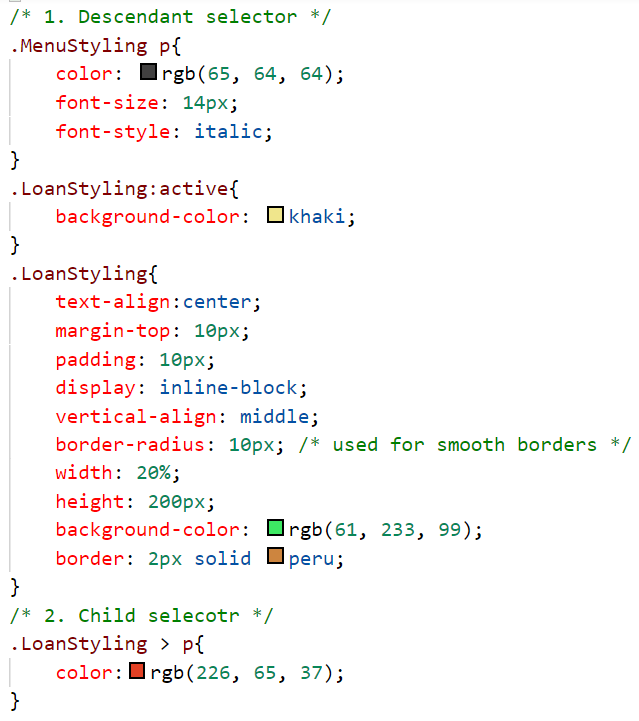 /* 1. Descendant selector */
.MenuStyling p{
    color: rgb(65, 64, 64);
    font-size: 14px;
    font-style: italic;
}
.LoanStyling:active{
    background-color: khaki;
}
.LoanStyling{
    text-align:center;
    margin-top: 10px;
    padding: 10px;
    display: inline-block;
    vertical-align: middle;
    border-radius: 10px; /* used for smooth borders */
    width: 20%;
    height: 200px;
    background-color: rgb(61, 233, 99);
    border: 2px solid peru;
}
/* 2. Child selecotr */
.LoanStyling > p{
    color: rgb(226, 65, 37);
}